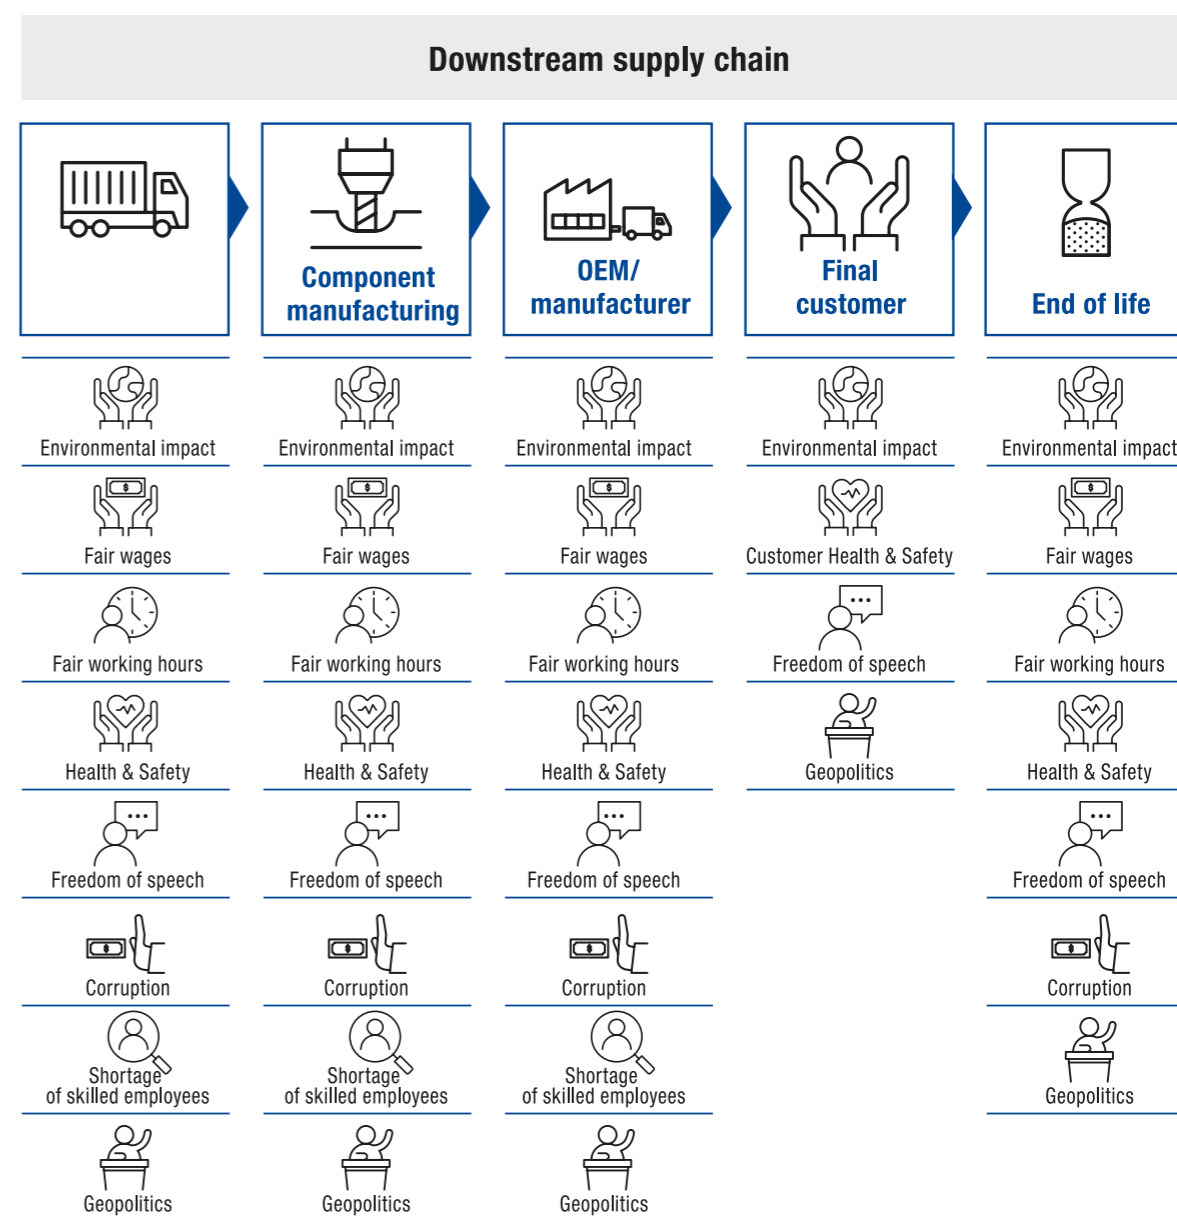 Downstream supply chain
Component
manufacturing
OEM/
manufacturer
Final
customer
End of life
Environmental impact
Environmental impact
Environmental impact
Environmental impact
Environmental impact
$
Fair wages
$
Fair wages
$
Fair wages
Customer Health & Safety
$
Fair wages
Fair working hours
Fair working hours
Fair working hours
Freedom of speech
Fair working hours
Health & Safety
Health & Safety
Health & Safety
Geopolitics
Health & Safety
Freedom of speech
Freedom of speech
Freedom of speech
Freedom of speech
$
Corruption
$
Corruption
$
Corruption
$
Corruption
Shortage
of skilled employees
Shortage
of skilled employees
Shortage
of skilled employees
Geopolitics
Geopolitics
Geopolitics
Geopolitics